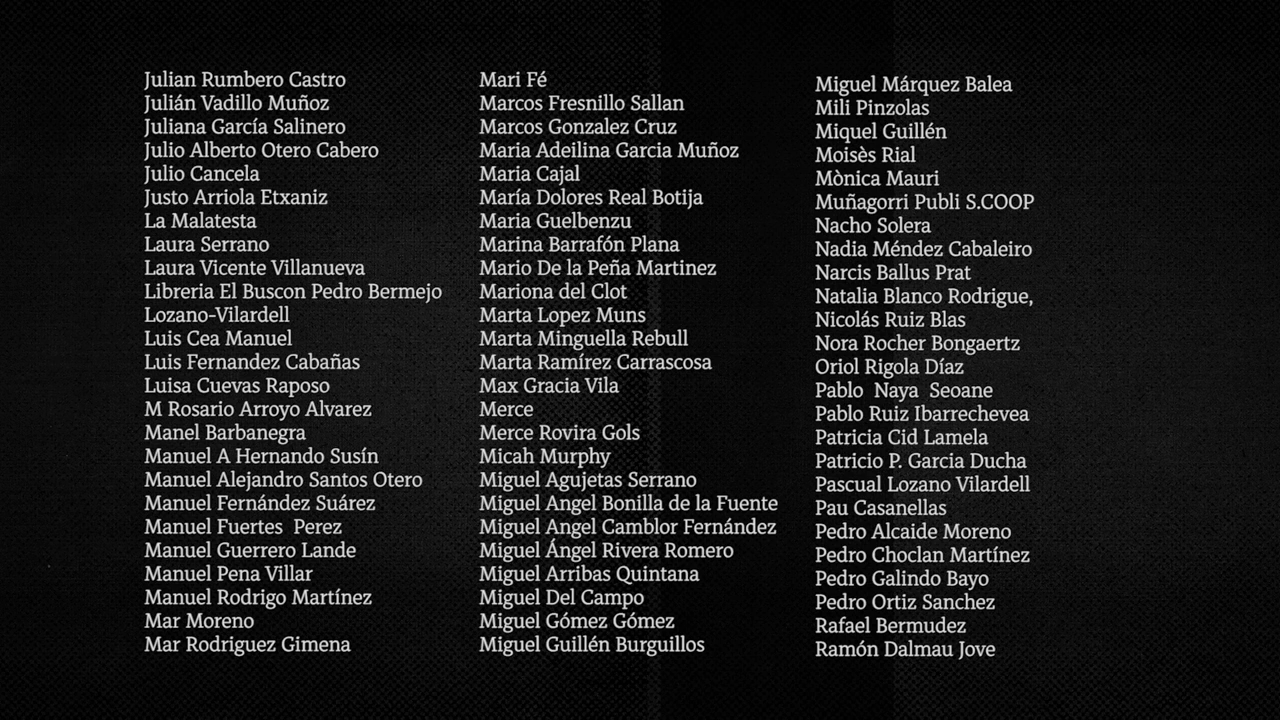 Julian Rumbero Castro
Julián Vadillo Muñoz
Juliana García Salinero
Julio Alberto Otero Cabero
Julio Cancela
Justo Arriola Etxaniz
La Malatesta
Laura Serrano
Laura Vicente Villanueva
Libreria El Buscon Pedro Bermejo
Lozano-Vilardell
Luis Cea Manuel
Luis Fernandez Cabañas
Luisa Cuevas Raposo
M Rosario Arroyo Alvarez
Manel Barbanegra
Manuel A Hernando Susín
Manuel Alejandro Santos Otero
Manuel Fernández Suárez
Manuel Fuertes  Perez
Manuel Guerrero Lande
Manuel Pena Villar
Manuel Rodrigo Martínez
Mar Moreno
Mar Rodriguez Gimena
Mari Fé
Marcos Fresnillo Sallan
Marcos Gonzalez Cruz
Maria Adeilina Garcia Muñoz
Maria Cajal
María Dolores Real Botija
Maria Guelbenzu
Marina Barrafón Plana
Mario De la Peña Martinez
Mariona del Clot
Marta Lopez Muns
Marta Minguella Rebull
Marta Ramírez Carrascosa
Max Gracia Vila
Merce
Merce Rovira Gols
Micah Murphy
Miguel Agujetas Serrano
Miguel Angel Bonilla de la Fuente
Miguel Angel Camblor Fernández
Miguel Ángel Rivera Romero
Miguel Arribas Quintana
Miguel Del Campo
Miguel Gómez Gómez
Miguel Guillén Burguillos
Miguel Márquez Balea
Mili Pinzolas
Miquel Guillén
Moisès Rial
Mònica Mauri
Muñagorri Publi S.COOP
Nacho Solera
Nadia Méndez Cabaleiro
Narcis Ballus Prat
Natalia Blanco Rodrigue,
Nicolás Ruiz Blas
Nora Rocher Bongaertz
Oriol Rigola Díaz
Pablo  Naya  Seoane
Pablo Ruiz Ibarrechevea
Patricia Cid Lamela
Patricio P. Garcia Ducha
Pascual Lozano Vilardell
Pau Casanellas
Pedro Alcaide Moreno
Pedro Choclan Martínez
Pedro Galindo Bayo
Pedro Ortiz Sanchez
Rafael Bermudez
Ramón Dalmau Jove